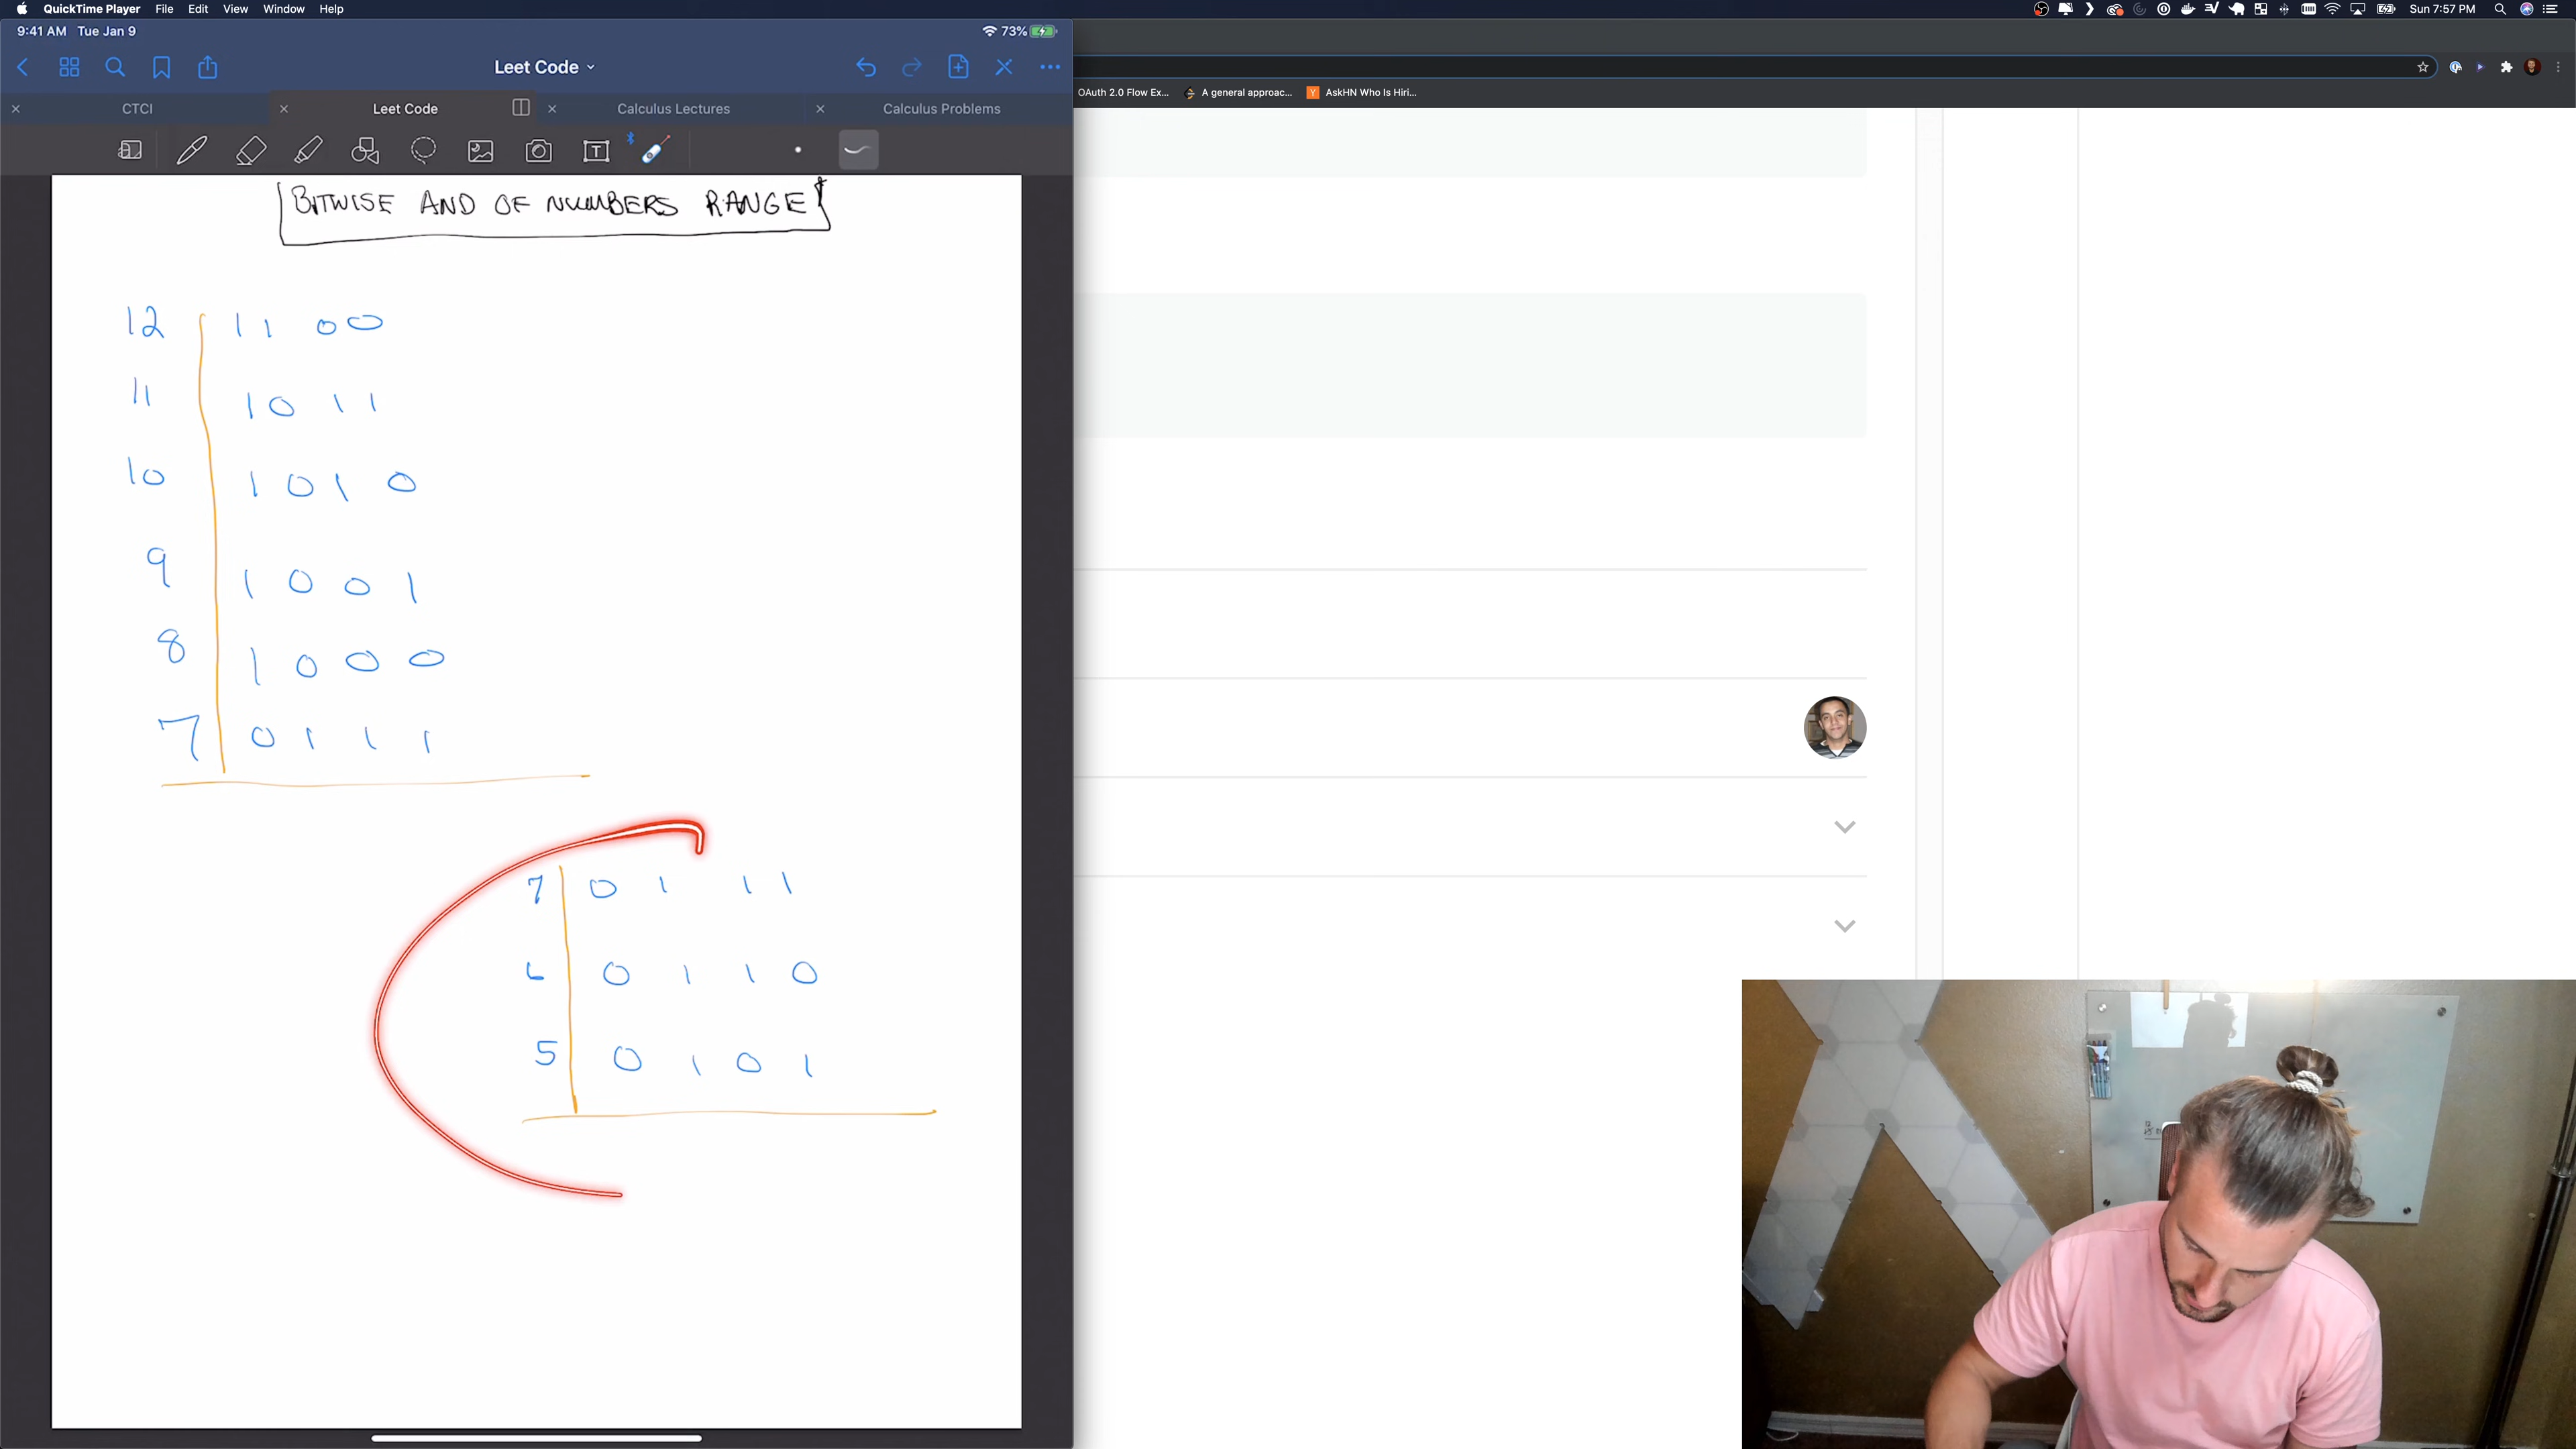 QuickTime Player File Edit View Window Help
Sun 7:57 PM
9:41 AM Tue Jan 9
73%
Leet Code
CTCI
Leet Code
Calculus Lectures
Calculus Problems
OAuth 2.0 Flow Ex...
A general approac...
Y AskHN Who Is Hiri...
T
BITWISE AND OF NUMBERS RANGE
12 1 1 0 0
11 1 0 1 1
10 1 0 1 0
9 1 0 0 1
8 1 0 0 0
7 0 1 1 1
7 0 1 1 1
6 0 1 1 0
5 0 1 0 1